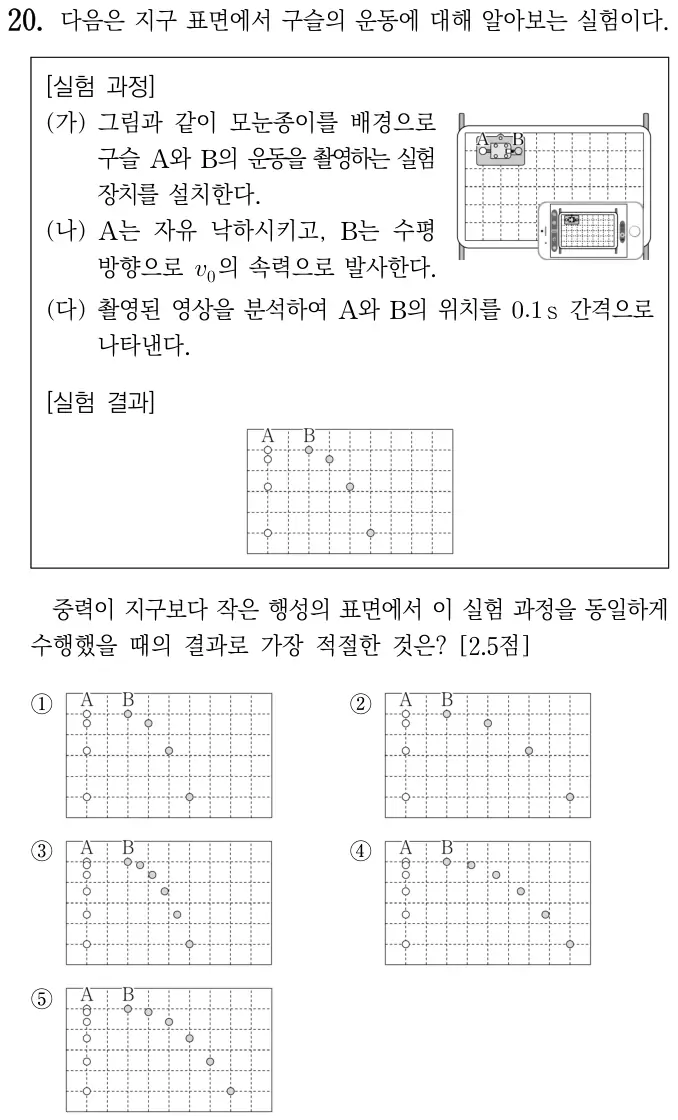 20. 다음은 지구 표면에서 구슬의 운동에 대해 알아보는 실험이다.
[실험 과정]
(가) 그림과 같이 모눈종이를 배경으로
구슬 A와 B의 운동을 촬영하는 실험
장치를 설치한다.
A B
(나) A는 자유 낙하시키고, B는 수평
방향으로 v₀의 속력으로 발사한다.
(다) 촬영된 영상을 분석하여 A와 B의 위치를 0.1 s 간격으로
나타낸다.
[실험 결과]
A B
중력이 지구보다 작은 행성의 표면에서 이 실험 과정을 동일하게
수행했을 때의 결과로 가장 적절한 것은? [2.5점]
① A B
② A B
③ A B
④ A B
⑤ A B